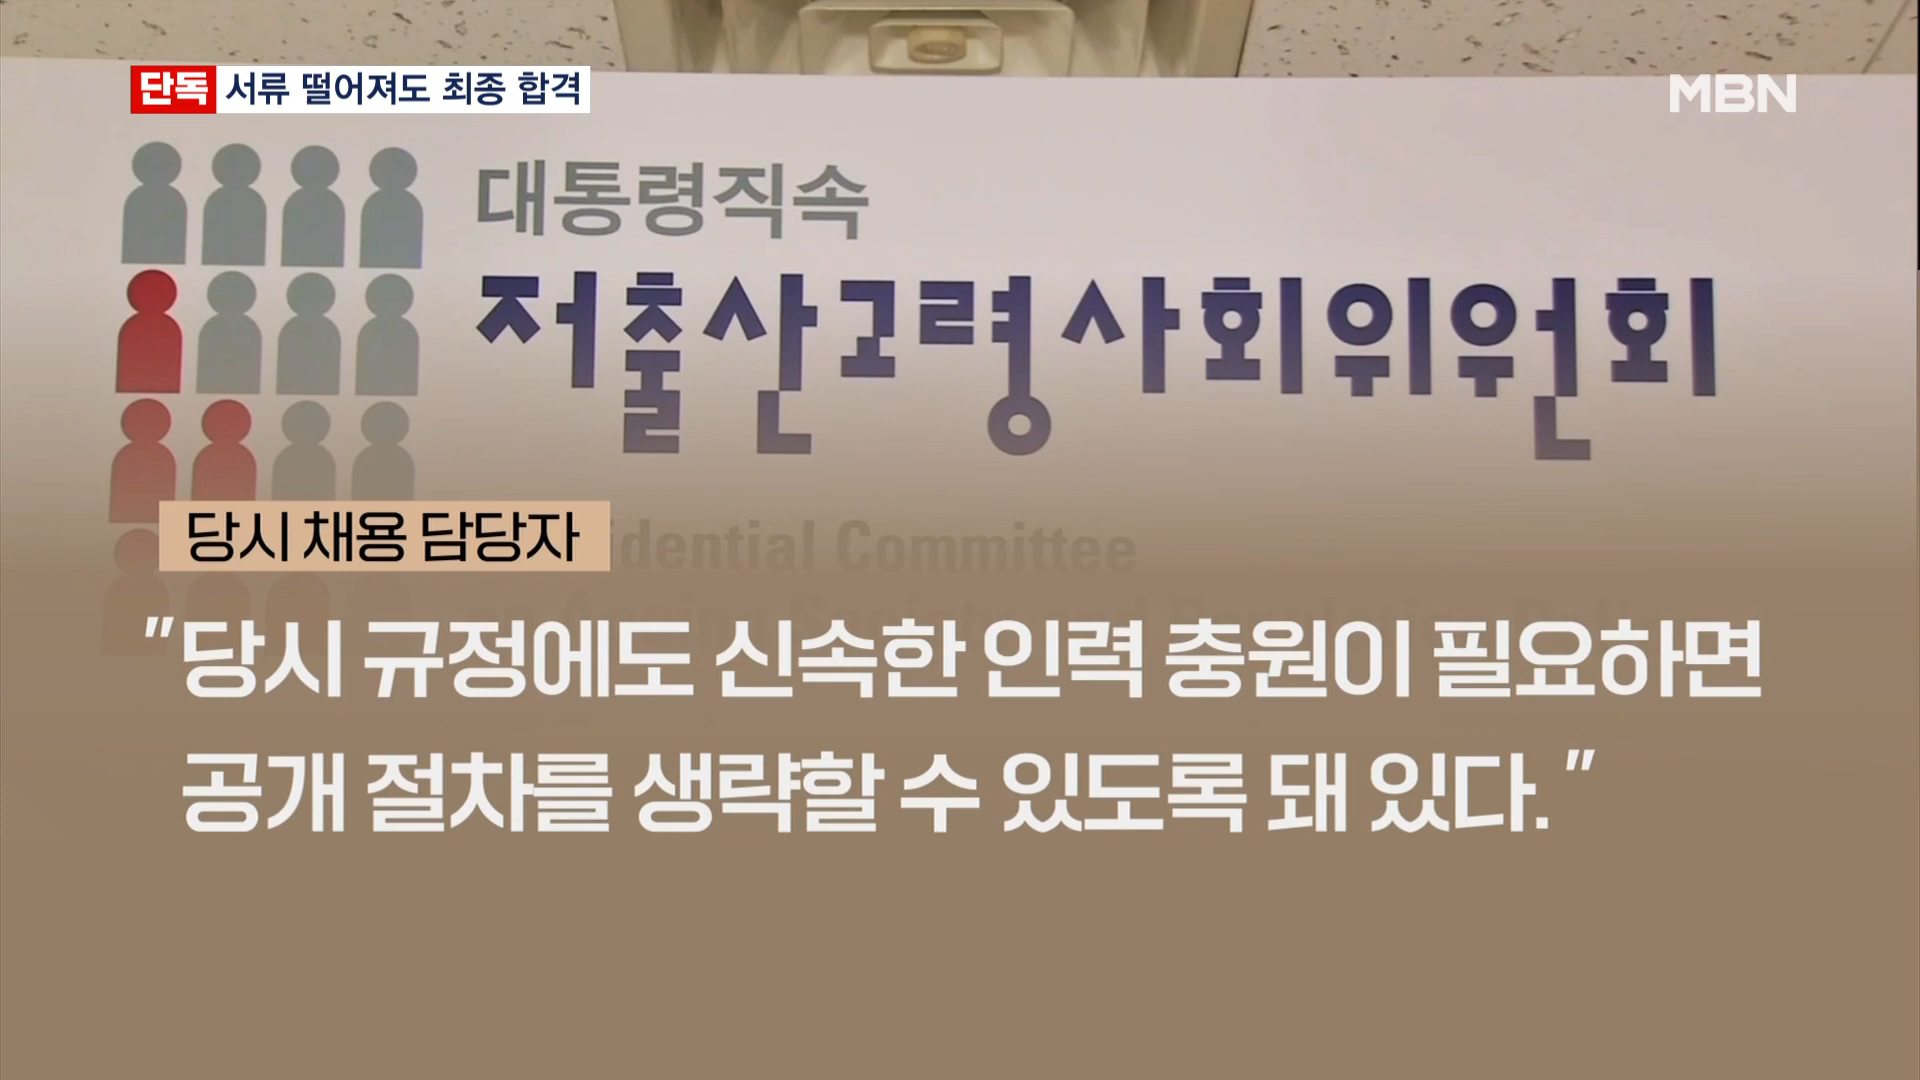 단독 서류 떨어져도 최종 합격
MBN
대통령직속
저출산고령사회위원회
idential Committee
당시 채용 담당자
"당시 규정에도 신속한 인력 충원이 필요하면
공개 절차를 생략할 수 있도록 돼 있다."